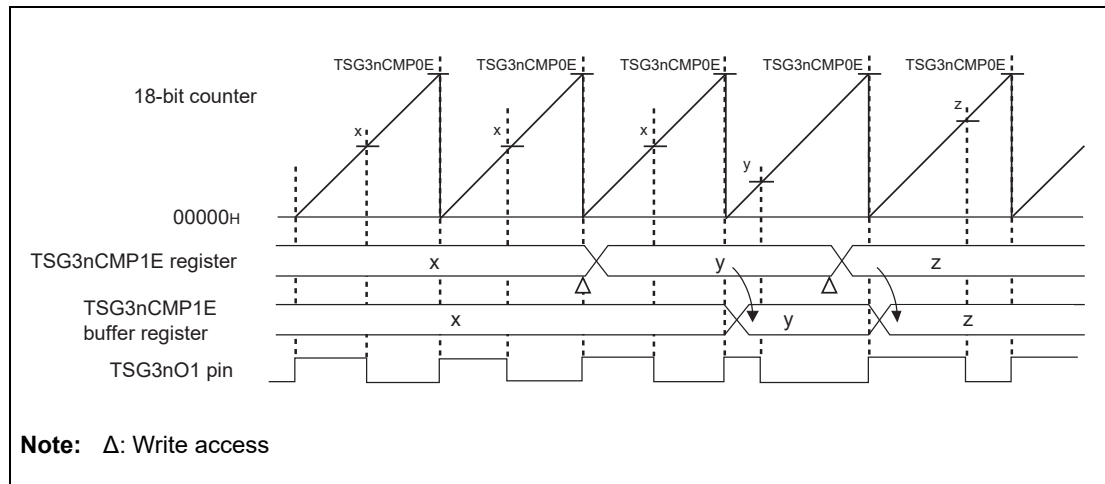 TSG3nCMP0E TSG3nCMP0E TSG3nCMP0E TSG3nCMP0E TSG3nCMP0E
18-bit counter
x x x y z
00000H
TSG3nCMP1E register x y z
TSG3nCMP1E
buffer register x y z
TSG3nO1 pin
Note: Δ: Write access